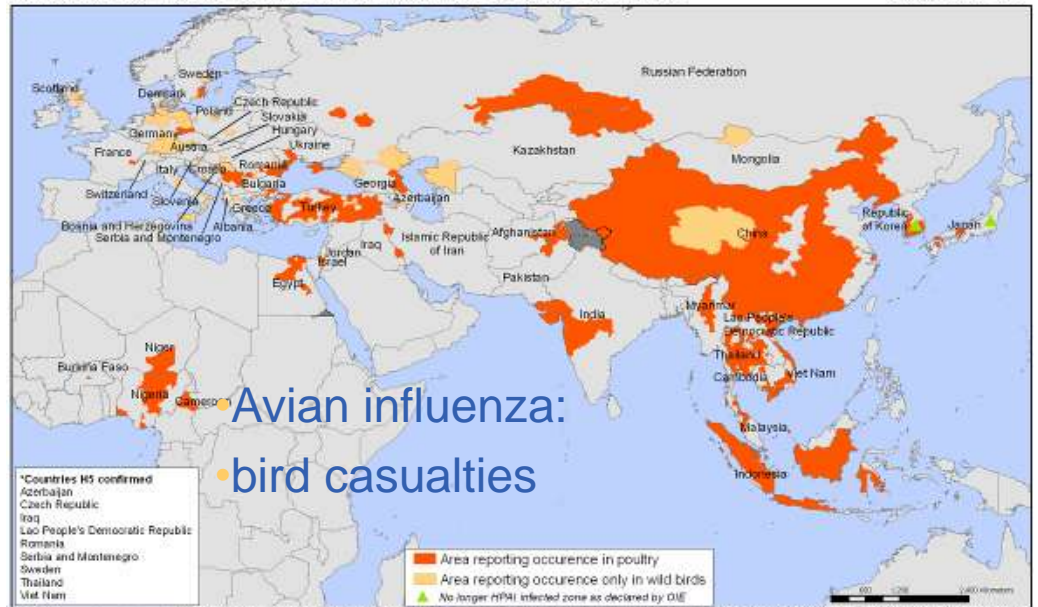 Sweden
Scotland
Denmark
Russian Federation
Poland
Czech Republic
Slovakia
Germany
Hungary
Austria
Ukraine
France
Kazakhstan
Italy
Croatia
Romania
Mongolia
Switzerland
Slovenia
Bulgaria
Georgia
Azerbaijan
Greece
Turkey
Bosnia and Herzegovina
Albania
Serbia and Montenegro
Republic
of Korea
Japan
China
Islamic Republic
of Iran
Afghanistan
Iraq
Jordan
Israel
Pakistan
Egypt
India
Myanmar
Lao People's
Democratic Republic
Niger
Burkina Faso
Thailand
Viet Nam
Cambodia
Nigeria
Cameroon
•Avian influenza:
•bird casualties
Malaysia
Indonesia
*Countries H5 confirmed
Azerbaijan
Czech Republic
Iraq
Lao People's Democratic Republic
Romania
Serbia and Montenegro
Sweden
Thailand
Viet Nam
Area reporting occurence in poultry
Area reporting occurence only in wild birds
No longer HPAI infected zone as declared by OIE